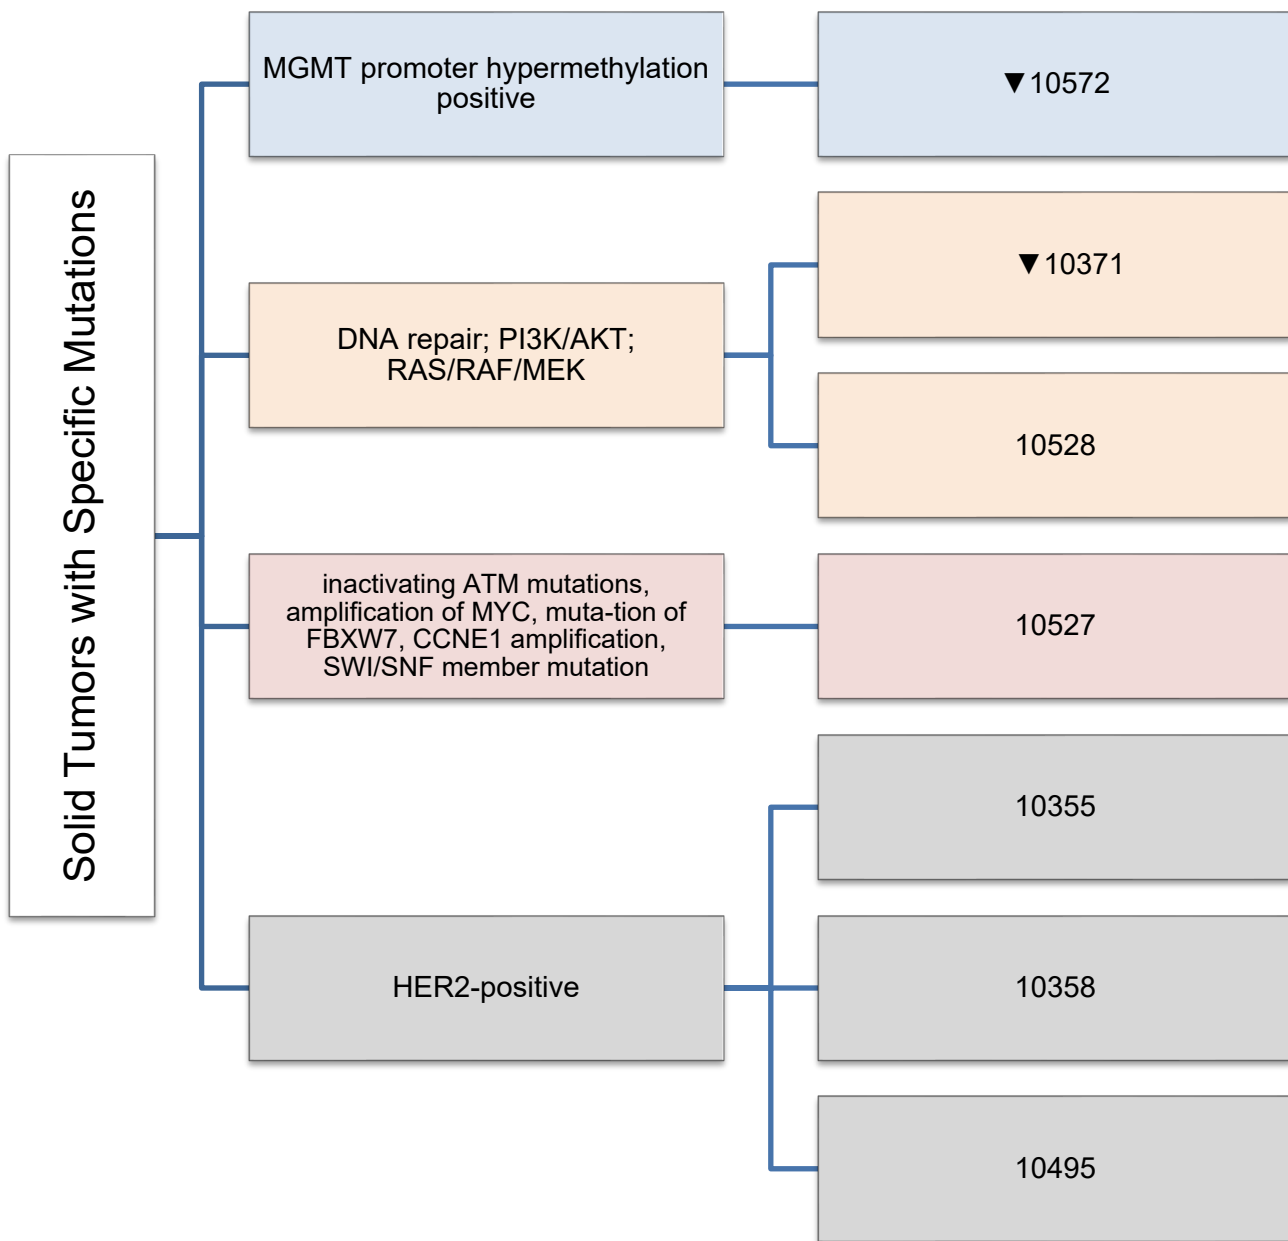 Solid Tumors with Specific Mutations
MGMT promoter hypermethylation
positive
▼10572
DNA repair; PI3K/AKT;
RAS/RAF/MEK
▼10371
10528
inactivating ATM mutations,
amplification of MYC, muta-tion of
FBXW7, CCNE1 amplification,
SWI/SNF member mutation
10527
HER2-positive
10355
10358
10495